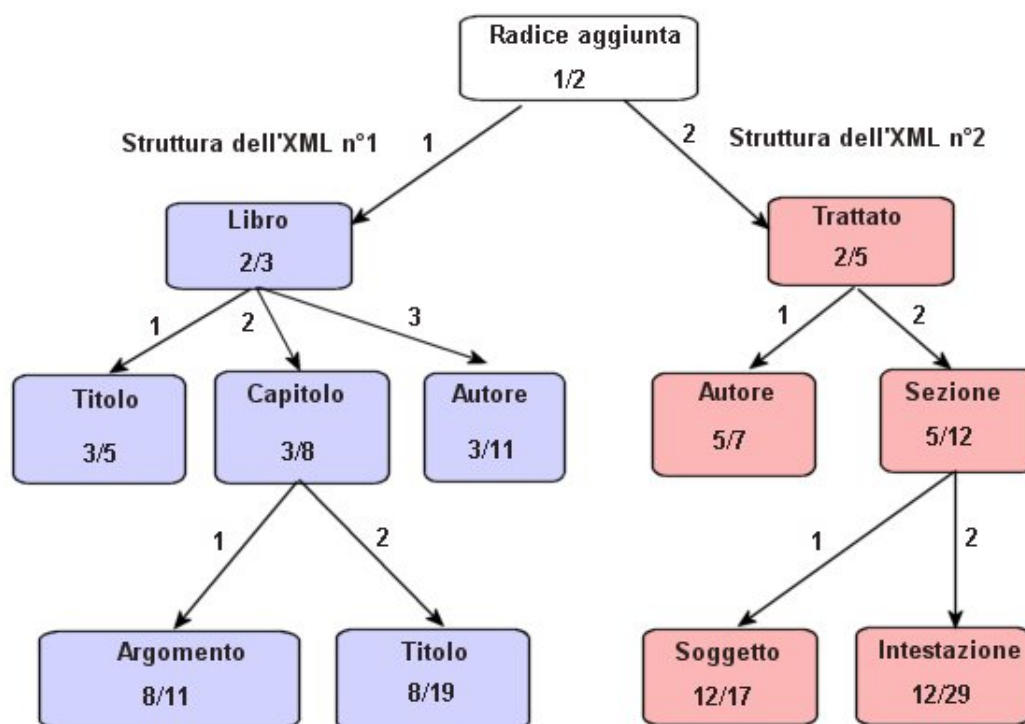 Radice aggiunta
1/2
Struttura dell'XML n°1
1
2
Struttura dell'XML n°2
Libro
2/3
Trattato
2/5
1
2
3
1
2
Titolo
3/5
Capitolo
3/8
Autore
3/11
Autore
5/7
Sezione
5/12
1
2
1
2
Argomento
8/11
Titolo
8/19
Soggetto
12/17
Intestazione
12/29